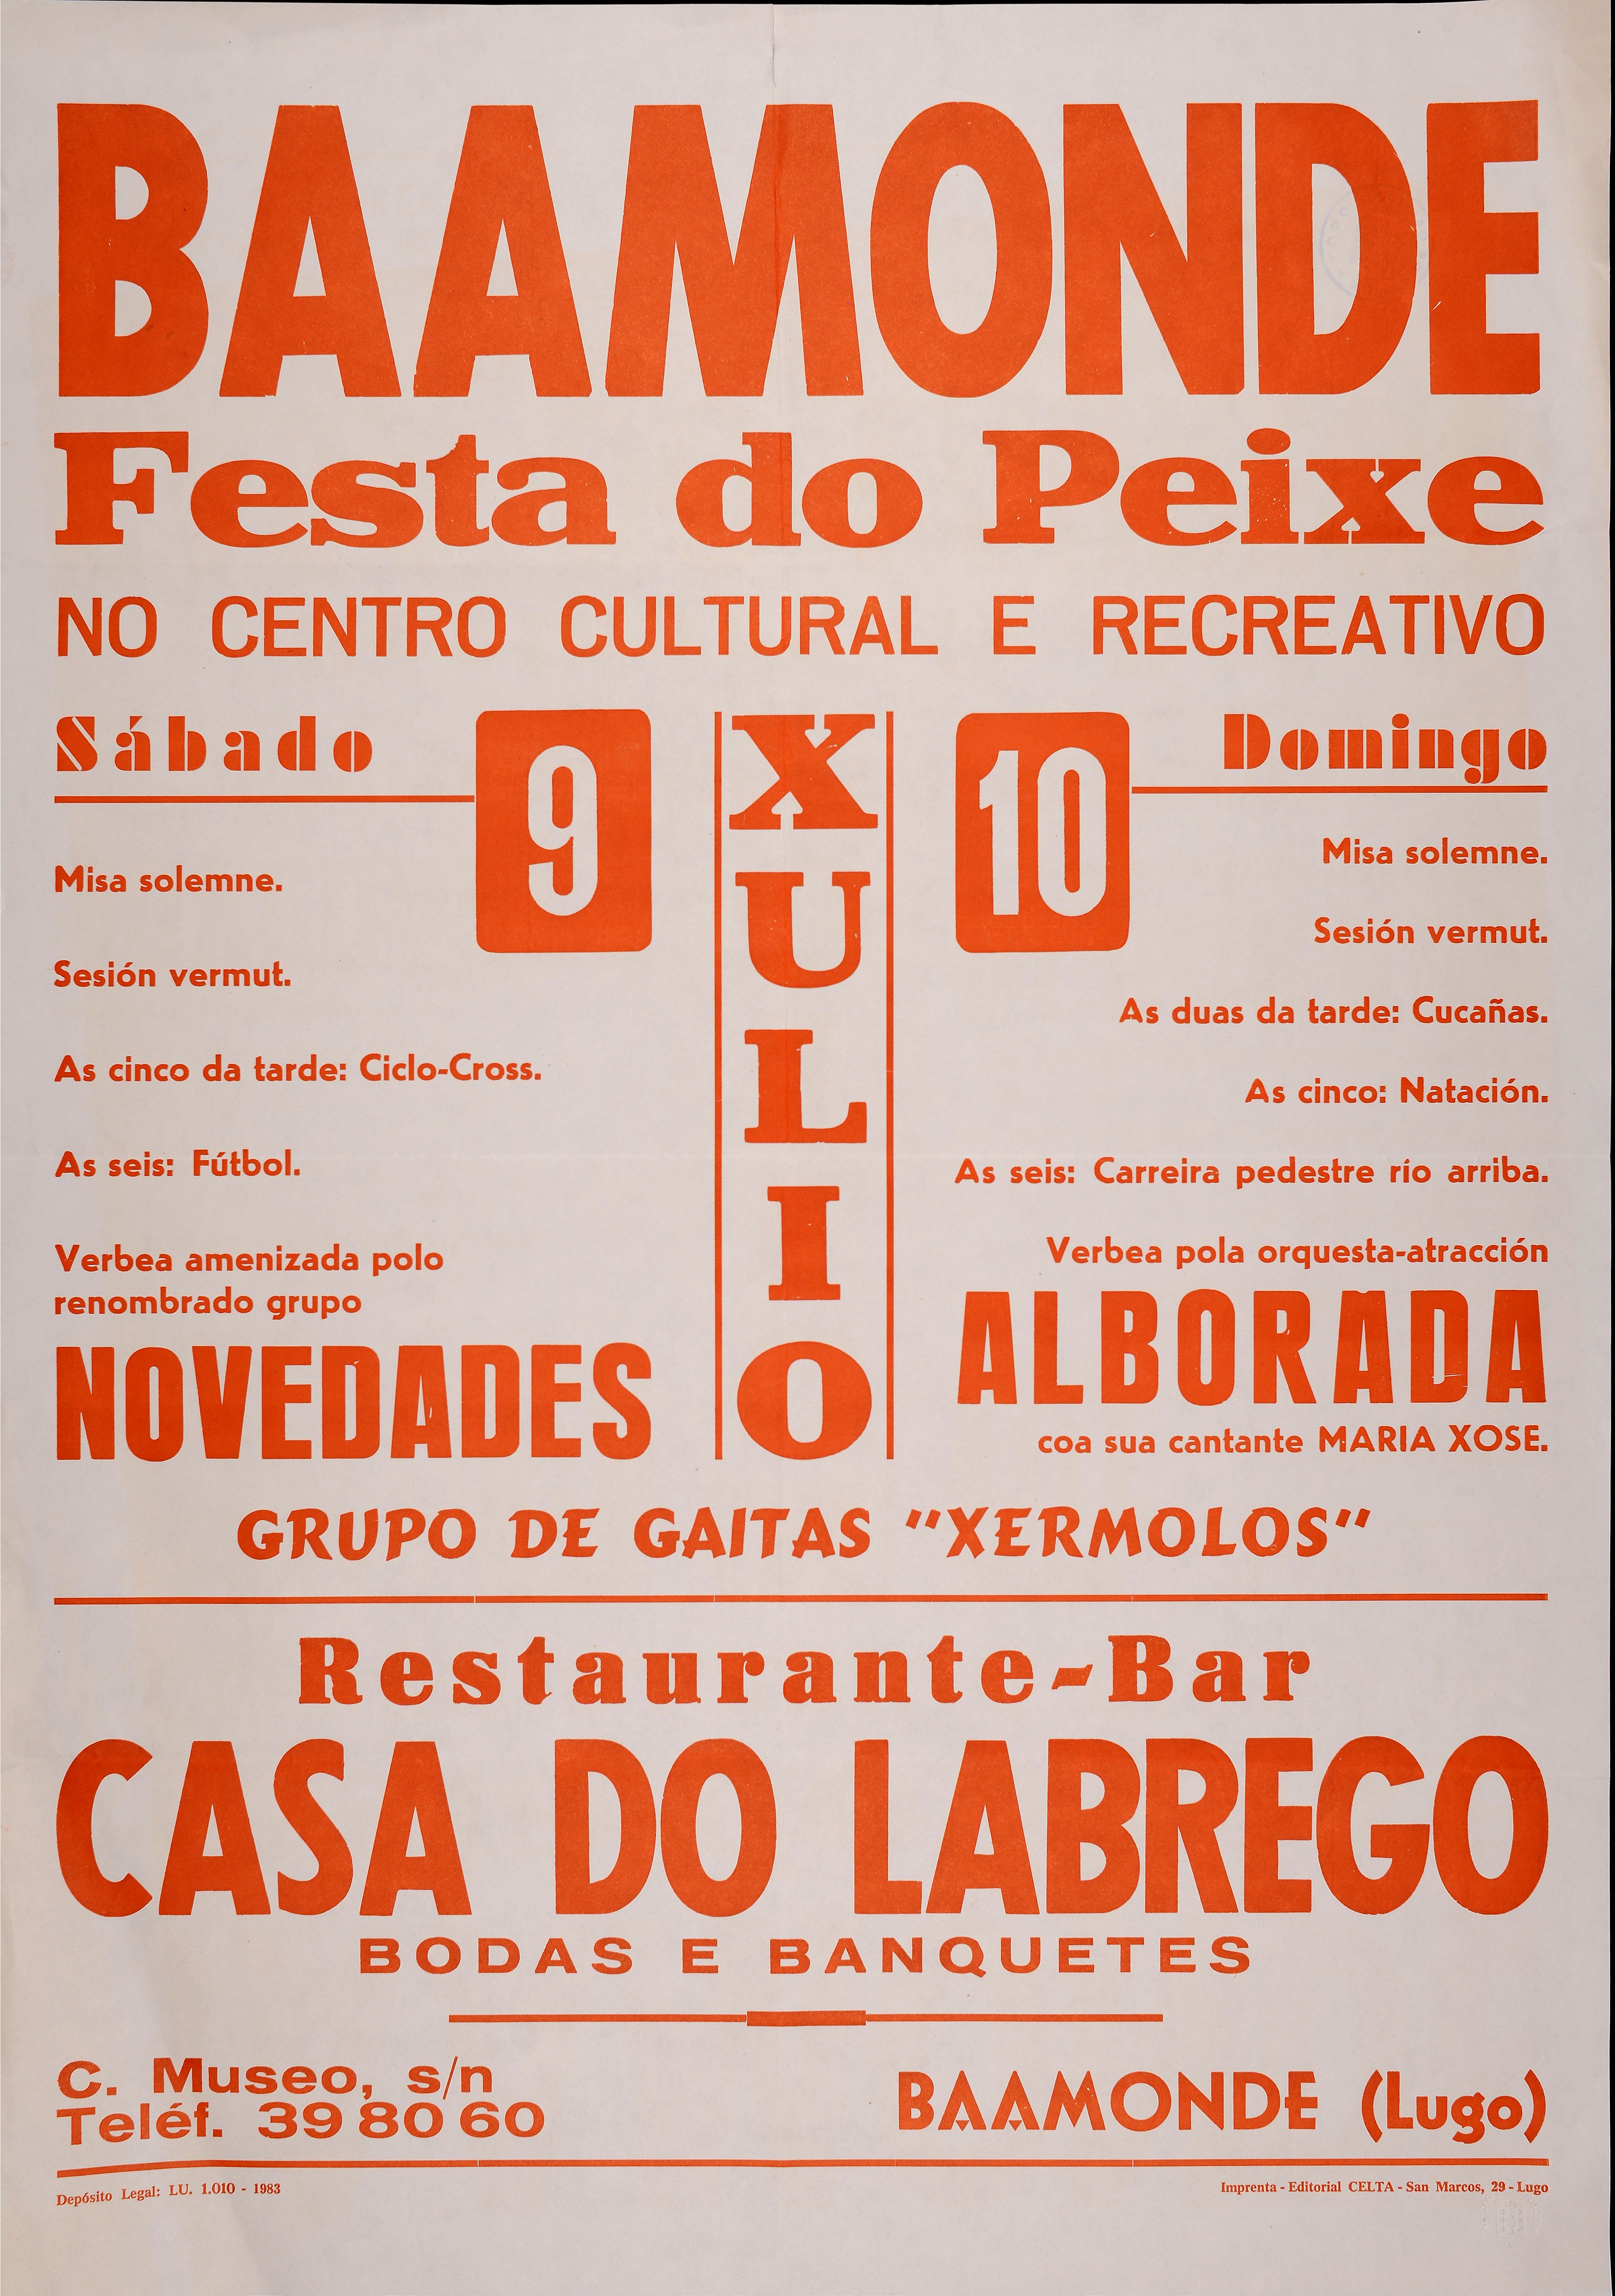 BAAMONDE
Festa do Peixe
NO CENTRO CULTURAL E RECREATIVO
Sábado
9
Misa solemne.
Sesión vermut.
As cinco da tarde: Ciclo-Cross.
As seis: Fútbol.
Verbea amenizada polo
renombrado grupo
NOVEDADES
XULIO
10
Domingo
Misa solemne.
Sesión vermut.
As duas da tarde: Cucañas.
As cinco: Natación.
As seis: Carreira pedestre río arriba.
Verbea pola orquesta-atracción
ALBORADA
coa sua cantante MARIA XOSE.
GRUPO DE GAITAS "XERMOLOS"
Restaurante-Bar
CASA DO LABREGO
BODAS E BANQUETES
C. Museo, s/n
Teléf. 39 80 60
BAAMONDE (Lugo)
Depósito Legal: LU. 1.010 - 1983
Imprenta - Editorial CELTA - San Marcos, 29 - Lugo